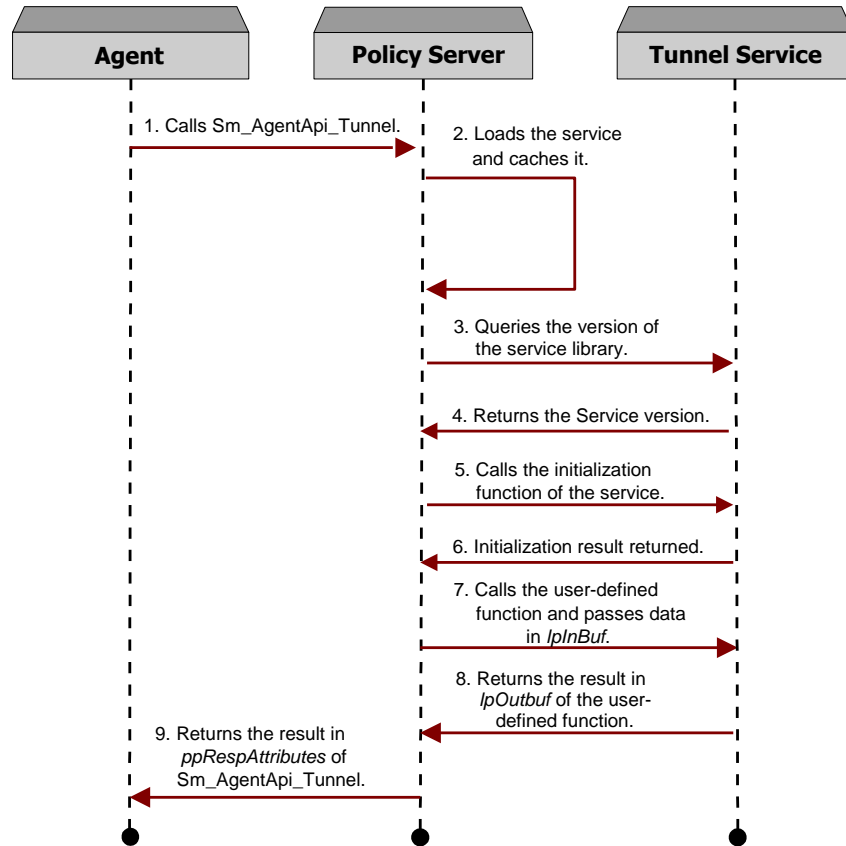 Agent
Policy Server
Tunnel Service
1. Calls Sm_AgentApi_Tunnel.
2. Loads the service
and caches it.
3. Queries the version of
the service library.
4. Returns the Service version.
5. Calls the initialization
function of the service.
6. Initialization result returned.
7. Calls the user-defined
function and passes data
in lpInBuf.
8. Returns the result in
lpOutbuf of the user-
defined function.
9. Returns the result in
ppRespAttributes of
Sm_AgentApi_Tunnel.